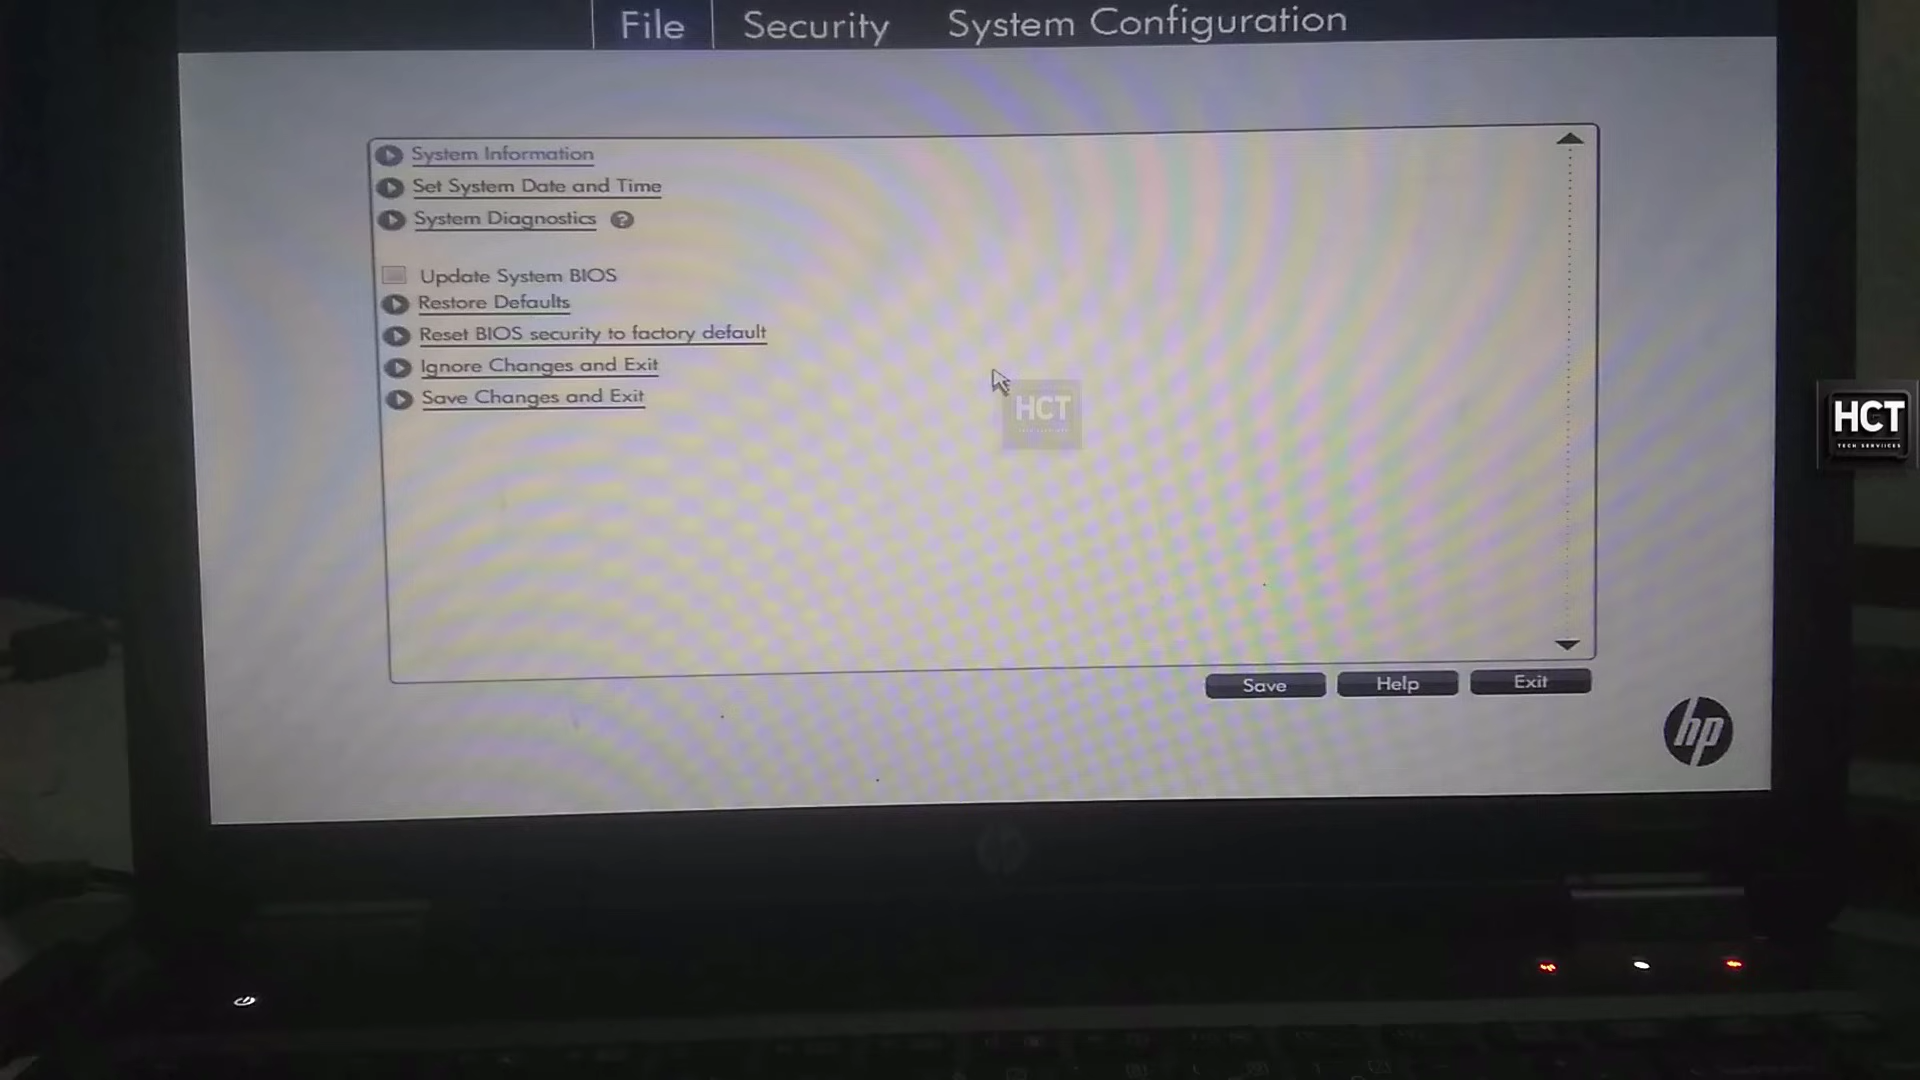 File Security System Configuration
System Information
Set System Date and Time
System Diagnostics ?
Update System BIOS
Restore Defaults
Reset BIOS security to factory default
Ignore Changes and Exit
Save Changes and Exit
HCT
HCT
TECH SERVIICES
Save Help Exit
hp